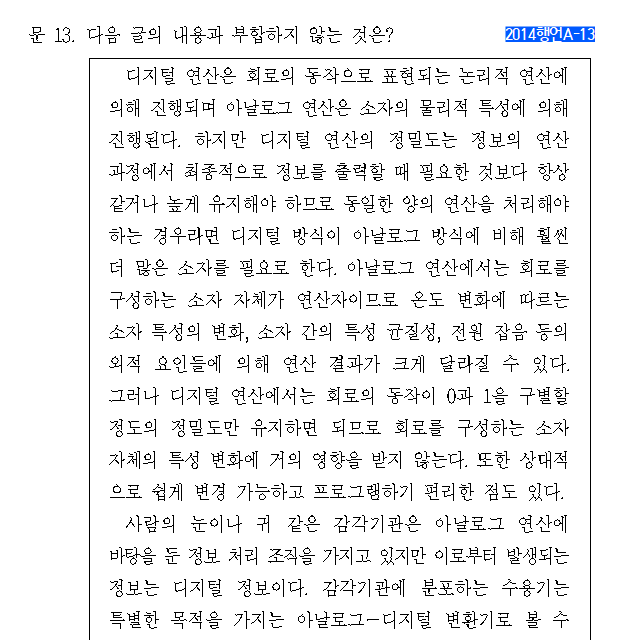 문 13. 다음 글의 내용과 부합하지 않는 것은?
2014행언A-13
디지털 연산은 회로의 동작으로 표현되는 논리적 연산에
의해 진행되며 아날로그 연산은 소자의 물리적 특성에 의해
진행된다. 하지만 디지털 연산의 정밀도는 정보의 연산
과정에서 최종적으로 정보를 출력할 때 필요한 것보다 항상
같거나 높게 유지해야 하므로 동일한 양의 연산을 처리해야
하는 경우라면 디지털 방식이 아날로그 방식에 비해 훨씬
더 많은 소자를 필요로 한다. 아날로그 연산에서는 회로를
구성하는 소자 자체가 연산자이므로 온도 변화에 따르는
소자 특성의 변화, 소자 간의 특성 균질성, 전원 잡음 등의
외적 요인들에 의해 연산 결과가 크게 달라질 수 있다.
그러나 디지털 연산에서는 회로의 동작이 0과 1을 구별할
정도의 정밀도만 유지하면 되므로 회로를 구성하는 소자
자체의 특성 변화에 거의 영향을 받지 않는다. 또한 상대적
으로 쉽게 변경 가능하고 프로그램하기 편리한 점도 있다.
사람의 눈이나 귀 같은 감각기관은 아날로그 연산에
바탕을 둔 정보 처리 조직을 가지고 있지만 이로부터 발생되는
정보는 디지털 정보이다. 감각기관에 분포하는 수용기는
특별한 목적을 가지는 아날로그-디지털 변환기로 볼 수